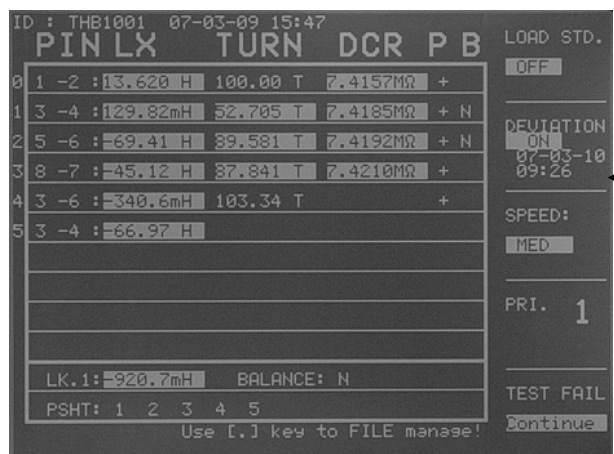 ID : THB1001 07-03-09 15:47
PIN LX TURN DCR P B
0 1 -2 :13.620 H 100.00 T 7.4157MΩ +
1 3 -4 :129.82mH 52.705 T 7.4185MΩ + N
2 5 -6 :-69.41 H 89.581 T 7.4192MΩ + N
3 8 -7 :-45.12 H 37.841 T 7.4210MΩ +
4 3 -6 :-340.6mH 103.34 T +
5 3 -4 :-66.97 H
LK.1:-920.7mH BALANCE: N
PSHT: 1 2 3 4 5
Use [.] key to FILE manage!
LOAD STD.
OFF
DEVIATION
ON
07-03-10
09:26
SPEED:
MED
PRI. 1
TEST FAIL
Continue